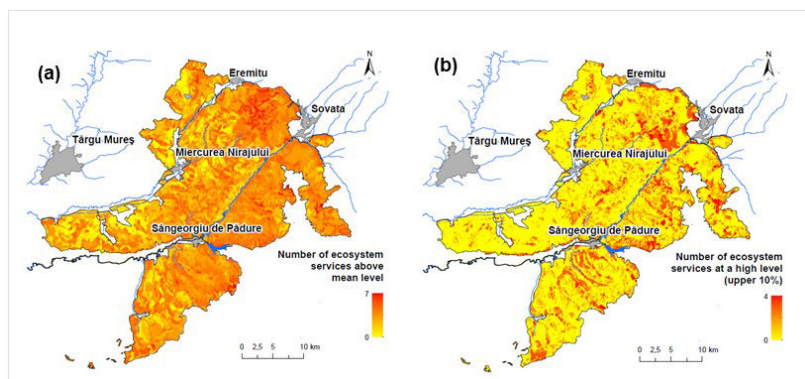 (a)
N
Eremitu
Sovata
Târgu Mureș
Miercurea Nirajului
Sângeorgiu de Pădure
Number of ecosystem
services above
mean level
7
0
0 2,5 5 10 km
(b)
N
Eremitu
Sovata
Târgu Mureș
Miercurea Nirajului
Sângeorgiu de Pădure
Number of ecosystem
services at a high level
(upper 10%)
4
0
0 2,5 5 10 km